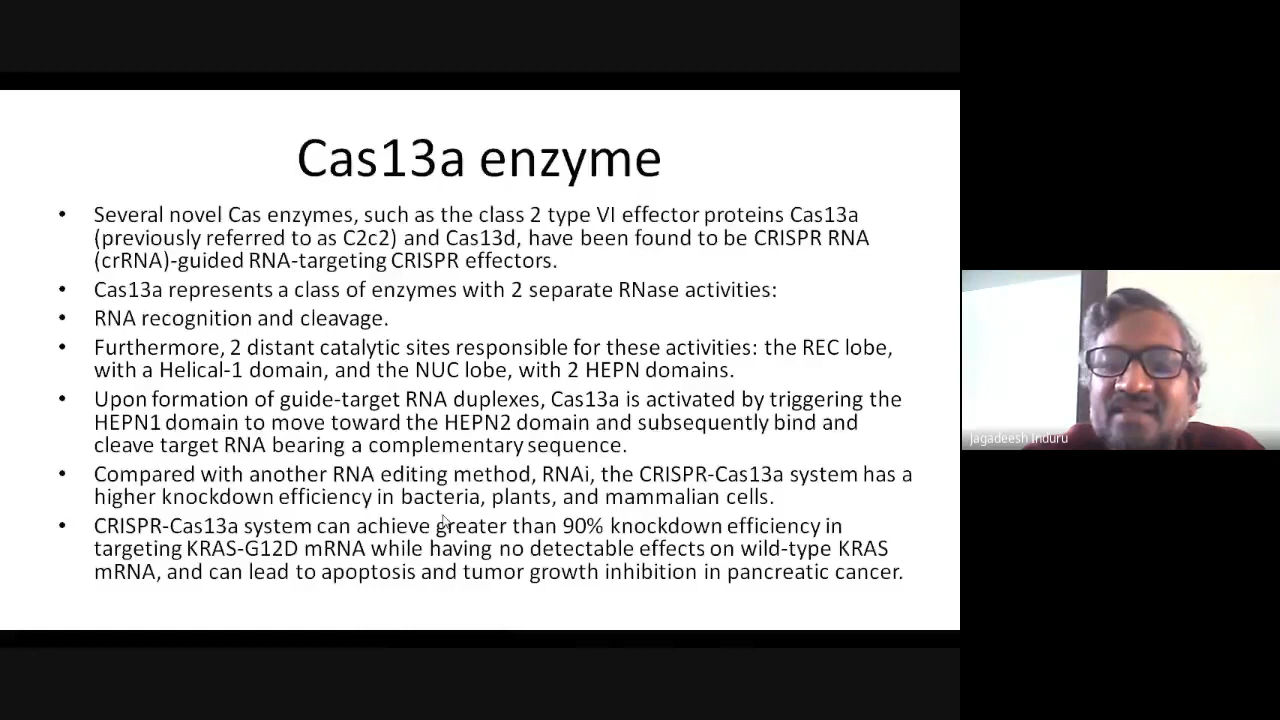 Cas13a enzyme
• Several novel Cas enzymes, such as the class 2 type VI effector proteins Cas13a
(previously referred to as C2c2) and Cas13d, have been found to be CRISPR RNA
(crRNA)-guided RNA-targeting CRISPR effectors.
• Cas13a represents a class of enzymes with 2 separate RNase activities:
• RNA recognition and cleavage.
• Furthermore, 2 distant catalytic sites responsible for these activities: the REC lobe,
with a Helical-1 domain, and the NUC lobe, with 2 HEPN domains.
• Upon formation of guide-target RNA duplexes, Cas13a is activated by triggering the
HEPN1 domain to move toward the HEPN2 domain and subsequently bind and
cleave target RNA bearing a complementary sequence.
• Compared with another RNA editing method, RNAi, the CRISPR-Cas13a system has a
higher knockdown efficiency in bacteria, plants, and mammalian cells.
• CRISPR-Cas13a system can achieve greater than 90% knockdown efficiency in
targeting KRAS-G12D mRNA while having no detectable effects on wild-type KRAS
mRNA, and can lead to apoptosis and tumor growth inhibition in pancreatic cancer.
Jagadeesh Induru